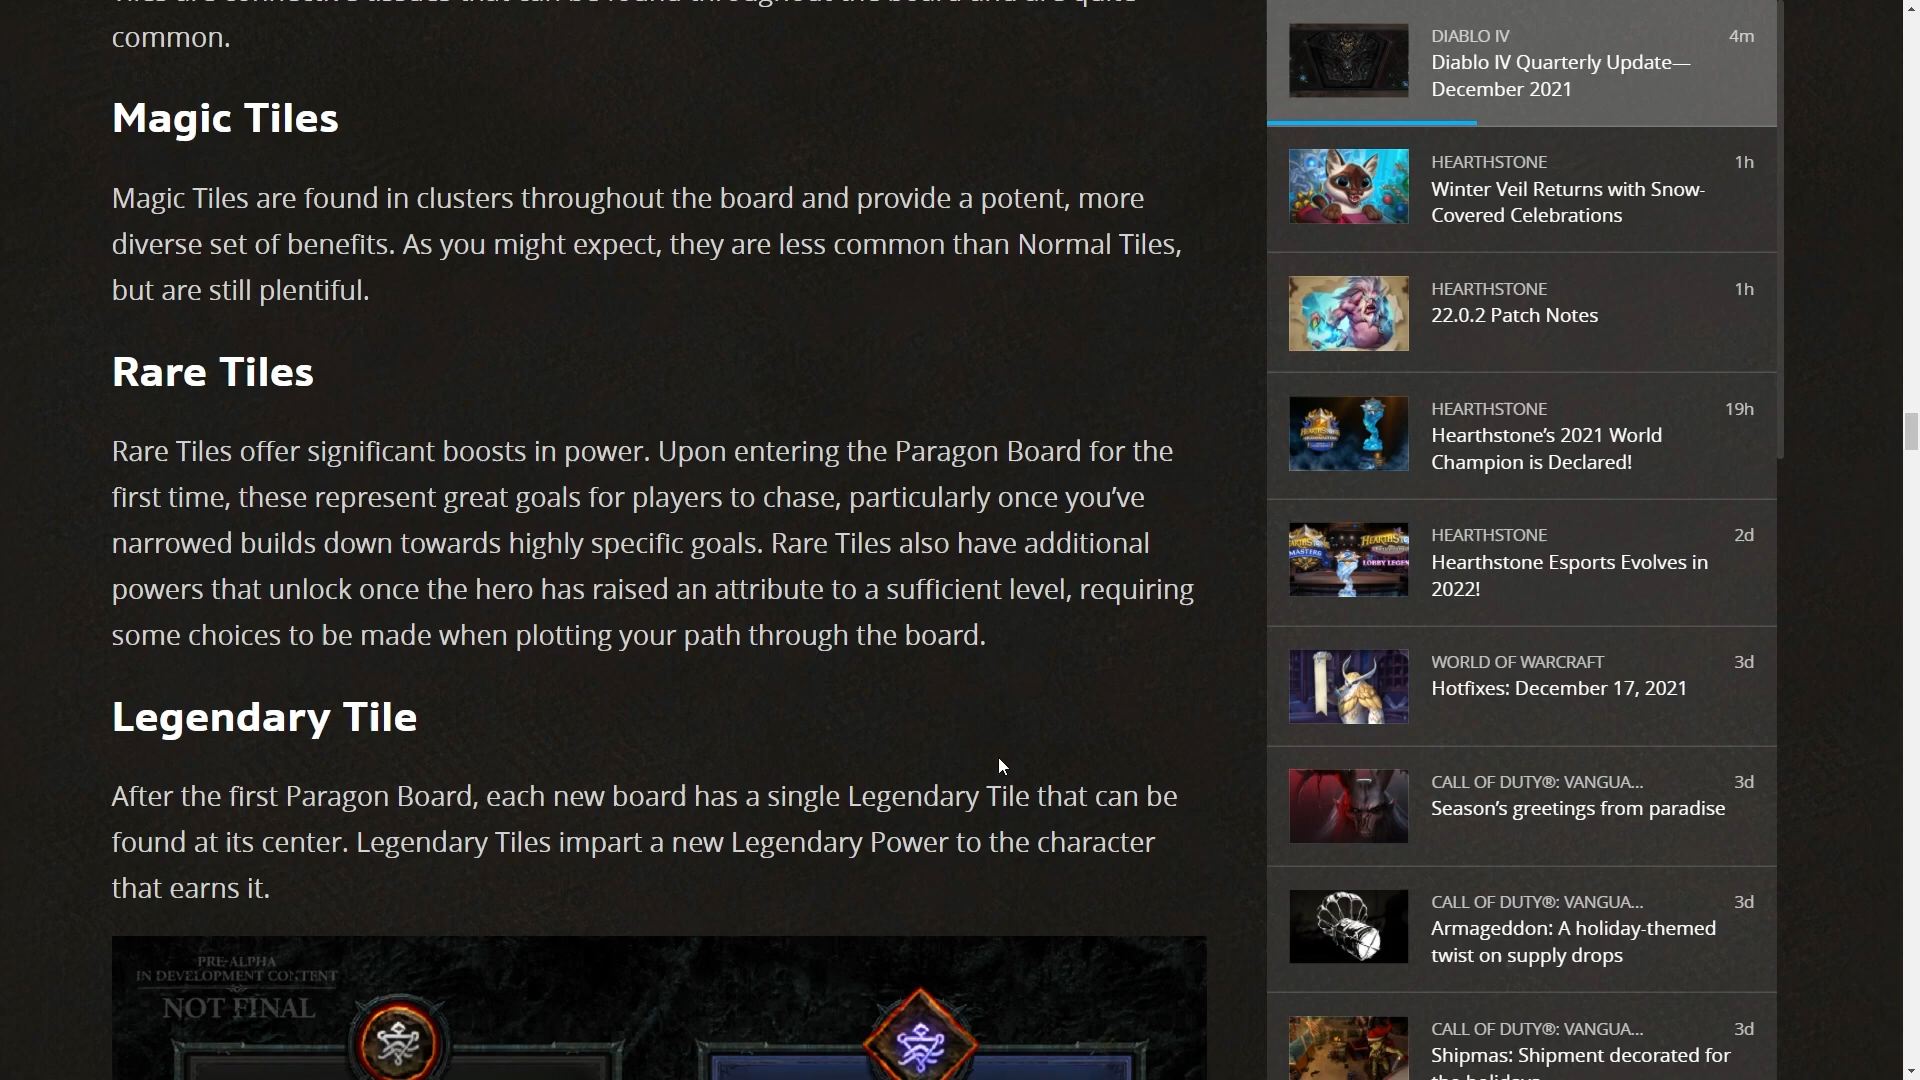 common.
Magic Tiles
Magic Tiles are found in clusters throughout the board and provide a potent, more
diverse set of benefits. As you might expect, they are less common than Normal Tiles,
but are still plentiful.
Rare Tiles
Rare Tiles offer significant boosts in power. Upon entering the Paragon Board for the
first time, these represent great goals for players to chase, particularly once you’ve
narrowed builds down towards highly specific goals. Rare Tiles also have additional
powers that unlock once the hero has raised an attribute to a sufficient level, requiring
some choices to be made when plotting your path through the board.
Legendary Tile
After the first Paragon Board, each new board has a single Legendary Tile that can be
found at its center. Legendary Tiles impart a new Legendary Power to the character
that earns it.
PRE-ALPHA
IN DEVELOPMENT CONTENT
NOT FINAL
DIABLO IV 4m
Diablo IV Quarterly Update—
December 2021
HEARTHSTONE 1h
Winter Veil Returns with Snow-
Covered Celebrations
HEARTHSTONE 1h
22.0.2 Patch Notes
HEARTHSTONE 19h
Hearthstone’s 2021 World
Champion is Declared!
HEARTHSTONE 2d
Hearthstone Esports Evolves in
2022!
WORLD OF WARCRAFT 3d
Hotfixes: December 17, 2021
CALL OF DUTY®: VANGUA... 3d
Season’s greetings from paradise
CALL OF DUTY®: VANGUA... 3d
Armageddon: A holiday-themed
twist on supply drops
CALL OF DUTY®: VANGUA... 3d
Shipmas: Shipment decorated for